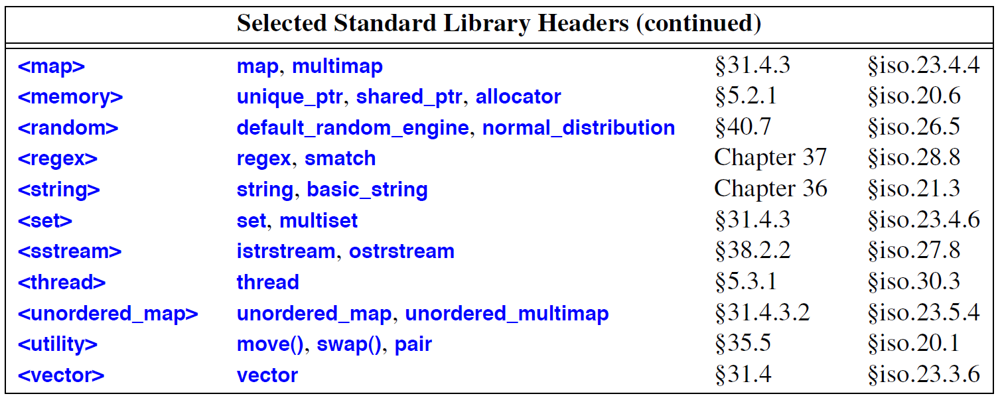 Selected Standard Library Headers (continued)
<map> map, multimap §31.4.3 §iso.23.4.4
<memory> unique_ptr, shared_ptr, allocator §5.2.1 §iso.20.6
<random> default_random_engine, normal_distribution §40.7 §iso.26.5
<regex> regex, smatch Chapter 37 §iso.28.8
<string> string, basic_string Chapter 36 §iso.21.3
<set> set, multiset §31.4.3 §iso.23.4.6
<sstream> istrstream, ostrstream §38.2.2 §iso.27.8
<thread> thread §5.3.1 §iso.30.3
<unordered_map> unordered_map, unordered_multimap §31.4.3.2 §iso.23.5.4
<utility> move(), swap(), pair §35.5 §iso.20.1
<vector> vector §31.4 §iso.23.3.6